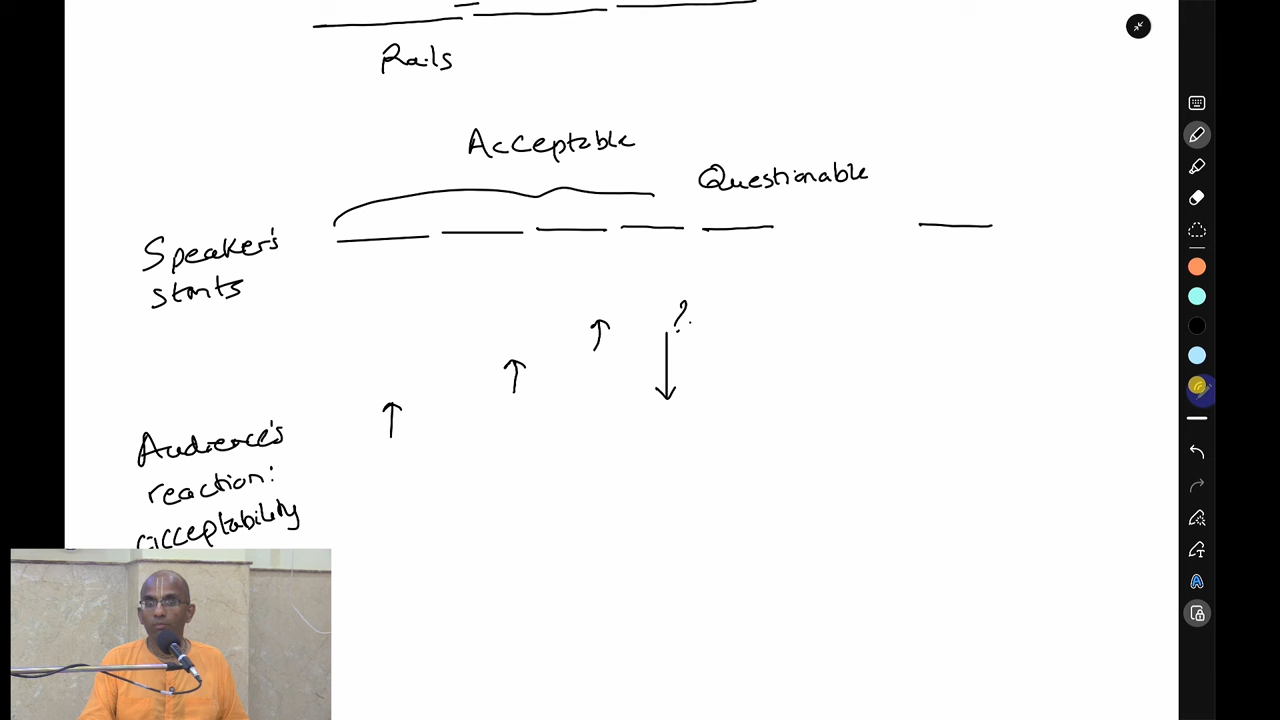 Rails
Acceptable
Questionable
Speaker's
starts
?
Audience's
reaction:
acceptability